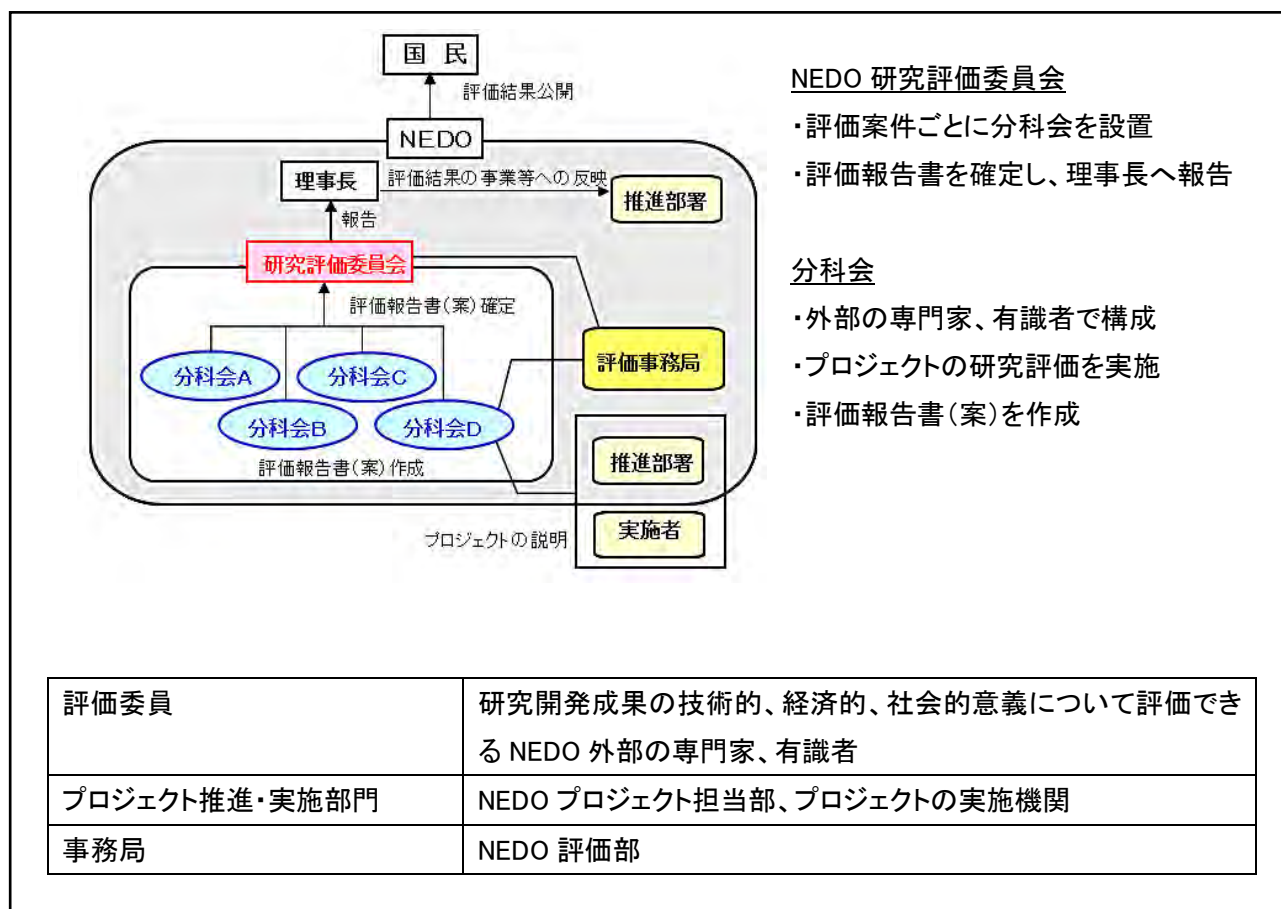 国 民
評価結果公開
NEDO
理事長
評価結果の事業等への反映
推進部署
報告
研究評価委員会
評価報告書(案)確定
評価事務局
分科会A
分科会C
分科会B
分科会D
評価報告書(案)作成
推進部署
プロジェクトの説明
実施者
NEDO 研究評価委員会
・評価案件ごとに分科会を設置
・評価報告書を確定し、理事長へ報告
分科会
・外部の専門家、有識者で構成
・プロジェクトの研究評価を実施
・評価報告書(案)を作成
評価委員
研究開発成果の技術的、経済的、社会的意義について評価でき
る NEDO 外部の専門家、有識者
プロジェクト推進・実施部門
NEDO プロジェクト担当部、プロジェクトの実施機関
事務局
NEDO 評価部